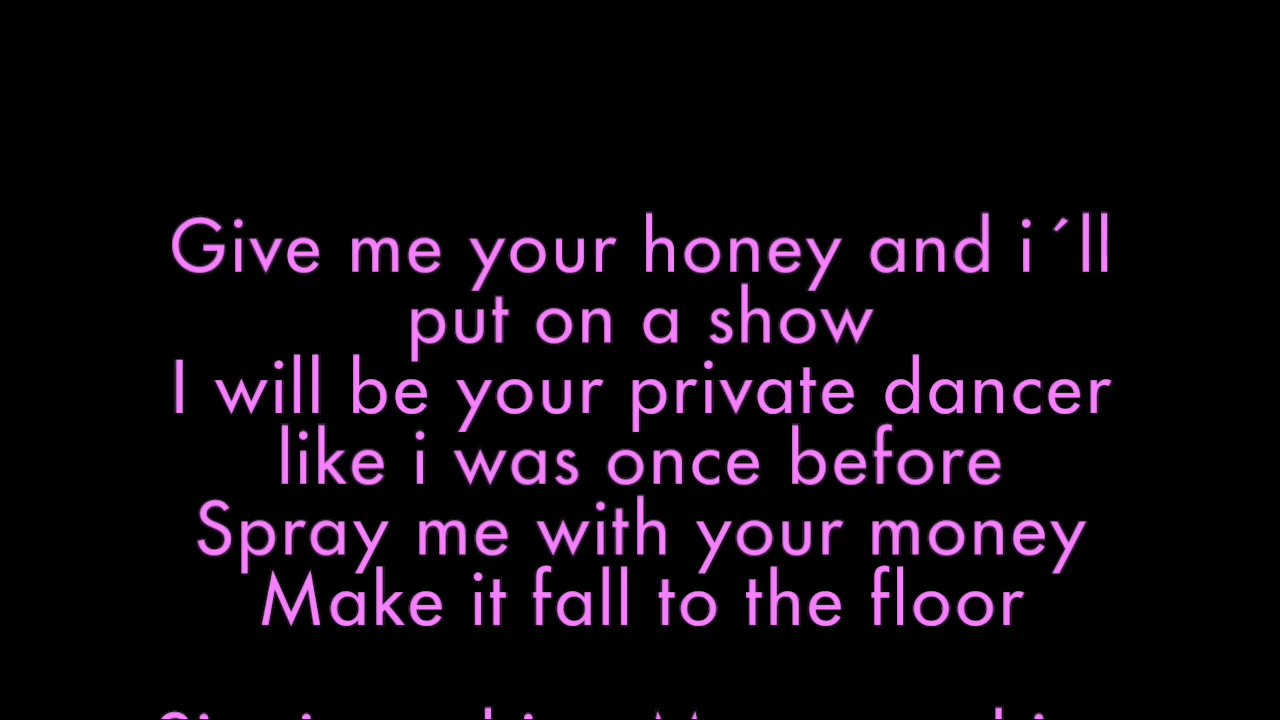 Give me your honey and i´ll
put on a show
I will be your private dancer
like i was once before
Spray me with your money
Make it fall to the floor